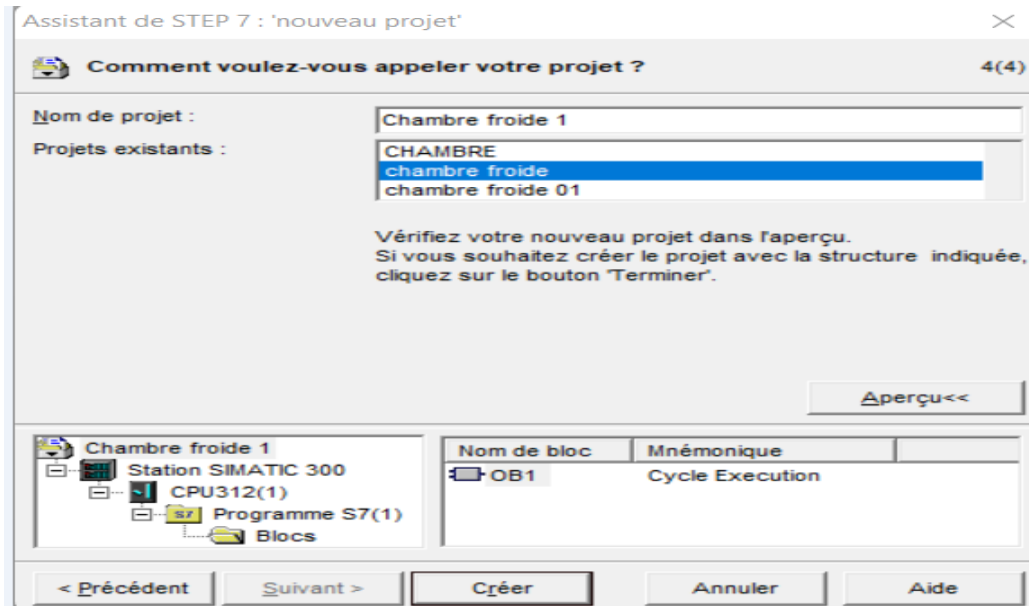 Assistant de STEP 7 : 'nouveau projet'
Comment voulez-vous appeler votre projet ? 4(4)
Nom de projet : Chambre froide 1
Projets existants : CHAMBRE
chambre froide
chambre froide 01
Vérifiez votre nouveau projet dans l'aperçu.
Si vous souhaitez créer le projet avec la structure indiquée,
cliquez sur le bouton 'Terminer'.
Aperçu<<
Chambre froide 1
Station SIMATIC 300
CPU312(1)
S7 Programme S7(1)
Blocs
Nom de bloc Mnémonique
OB1 Cycle Execution
< Précédent Suivant > Créer Annuler Aide